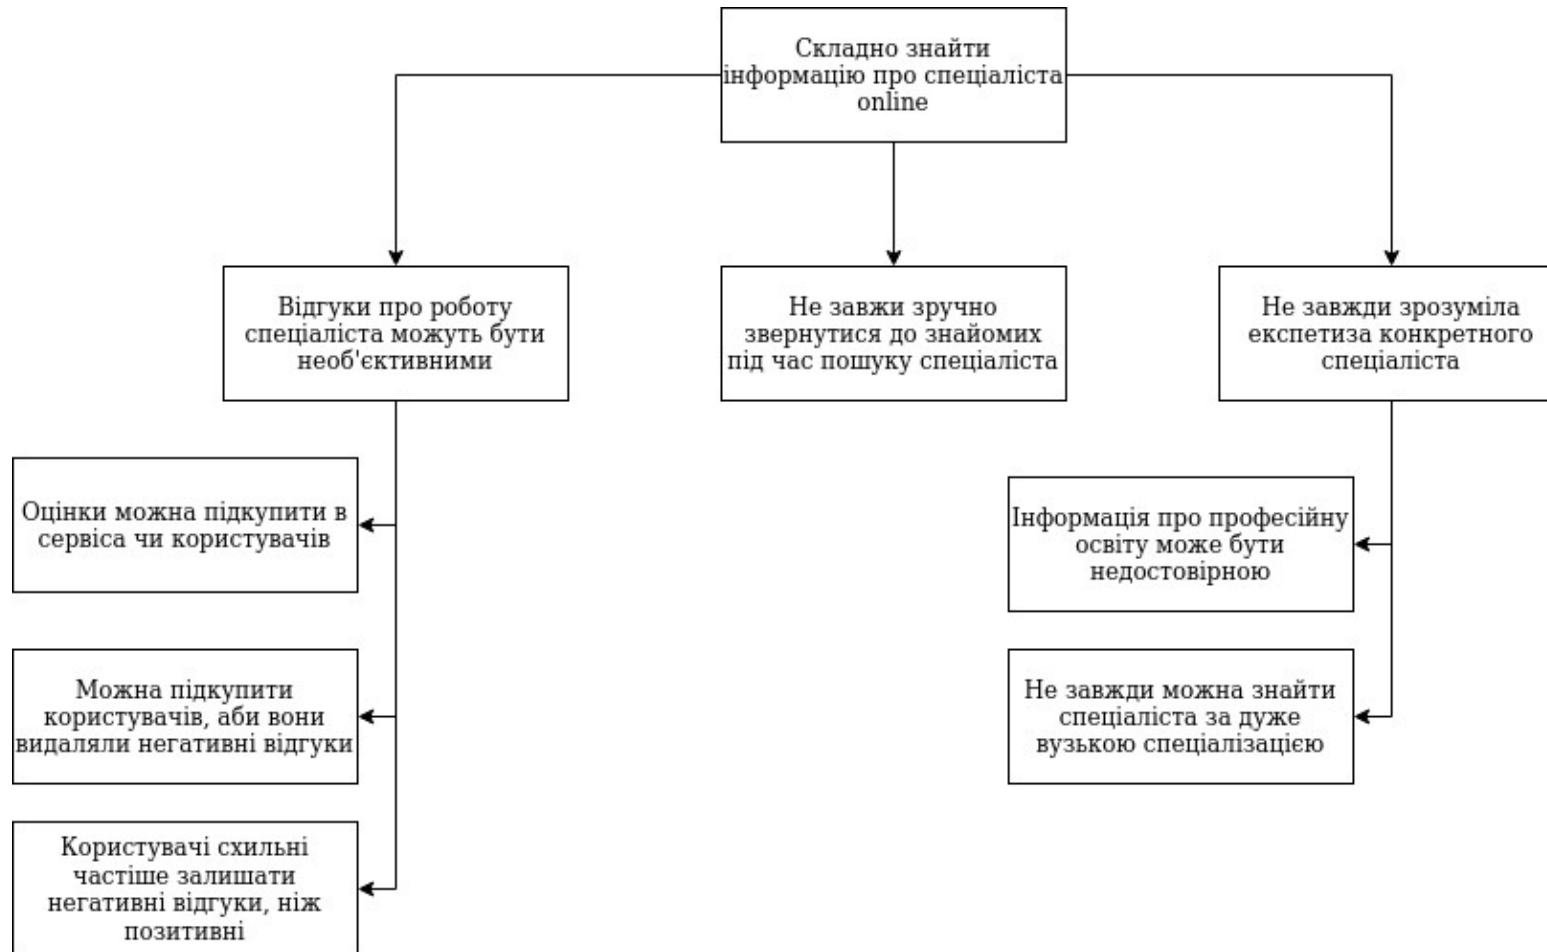 Складно знайти
інформацію про спеціаліста
online
Відгуки про роботу
спеціаліста можуть бути
необ'єктивними
Не завжи зручно
звернутися до знайомих
під час пошуку спеціаліста
Не завжди зрозуміла
експетиза конкретного
спеціаліста
Оцінки можна підкупити в
сервіса чи користувачів
Інформація про професійну
освіту може бути
недостовірною
Можна підкупити
користувачів, аби вони
видаляли негативні відгуки
Не завжди можна знайти
спеціаліста за дуже
вузькою спеціалізацією
Користувачі схильні
частіше залишати
негативні відгуки, ніж
позитивні